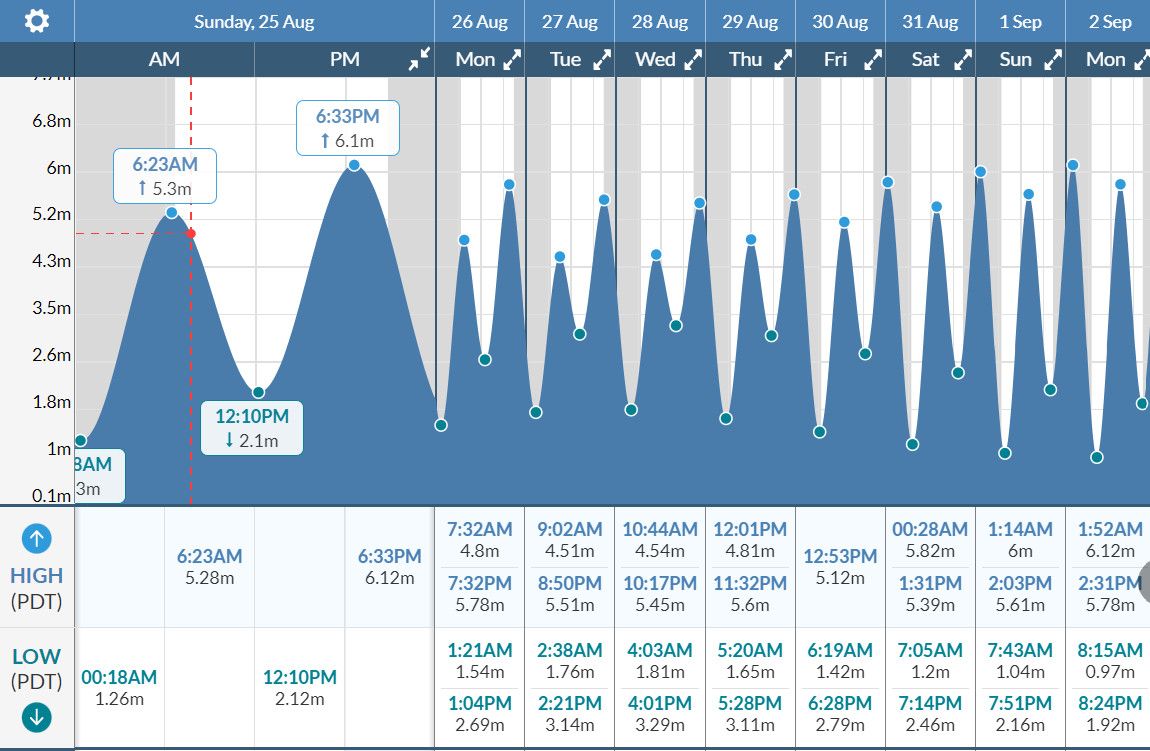 Sunday, 25 Aug
26 Aug
27 Aug
28 Aug
29 Aug
30 Aug
31 Aug
1 Sep
2 Sep
AM
PM
Mon
Tue
Wed
Thu
Fri
Sat
Sun
Mon
7.7m
6.8m
6m
5.2m
4.3m
3.5m
2.6m
1.8m
1m
0.1m
6:23AM
↑ 5.3m
6:33PM
↑ 6.1m
12:10PM
↓ 2.1m
8AM
3m
HIGH
(PDT)
6:23AM
5.28m
6:33PM
6.12m
7:32AM
4.8m
7:32PM
5.78m
9:02AM
4.51m
8:50PM
5.51m
10:44AM
4.54m
10:17PM
5.45m
12:01PM
4.81m
11:32PM
5.6m
12:53PM
5.12m
00:28AM
5.82m
1:31PM
5.39m
1:14AM
6m
2:03PM
5.61m
1:52AM
6.12m
2:31PM
5.78m
LOW
(PDT)
00:18AM
1.26m
12:10PM
2.12m
1:21AM
1.54m
1:04PM
2.69m
2:38AM
1.76m
2:21PM
3.14m
4:03AM
1.81m
4:01PM
3.29m
5:20AM
1.65m
5:28PM
3.11m
6:19AM
1.42m
6:28PM
2.79m
7:05AM
1.2m
7:14PM
2.46m
7:43AM
1.04m
7:51PM
2.16m
8:15AM
0.97m
8:24PM
1.92m